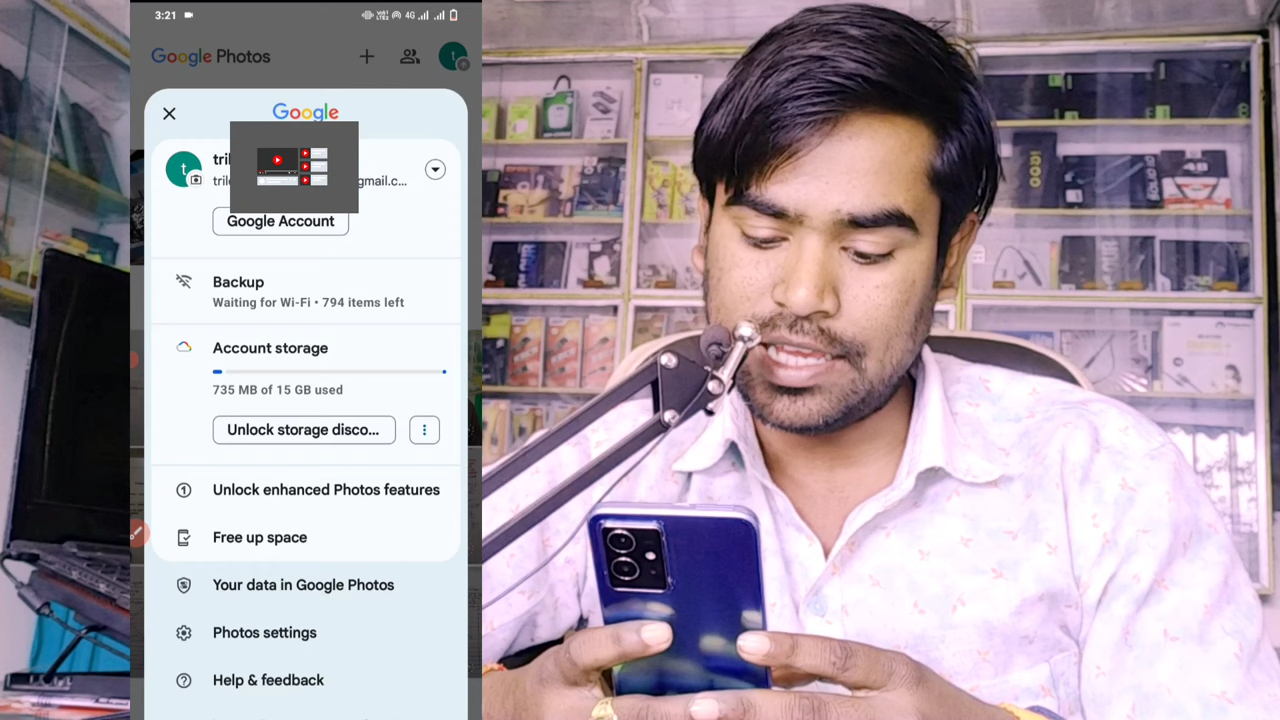 3:21
4G
Google Photos
t
Google
t
gmail.c...
Google Account
Backup
Waiting for Wi-Fi • 794 items left
Account storage
735 MB of 15 GB used
Unlock storage disco...
Unlock enhanced Photos features
Free up space
Your data in Google Photos
Photos settings
Help & feedback